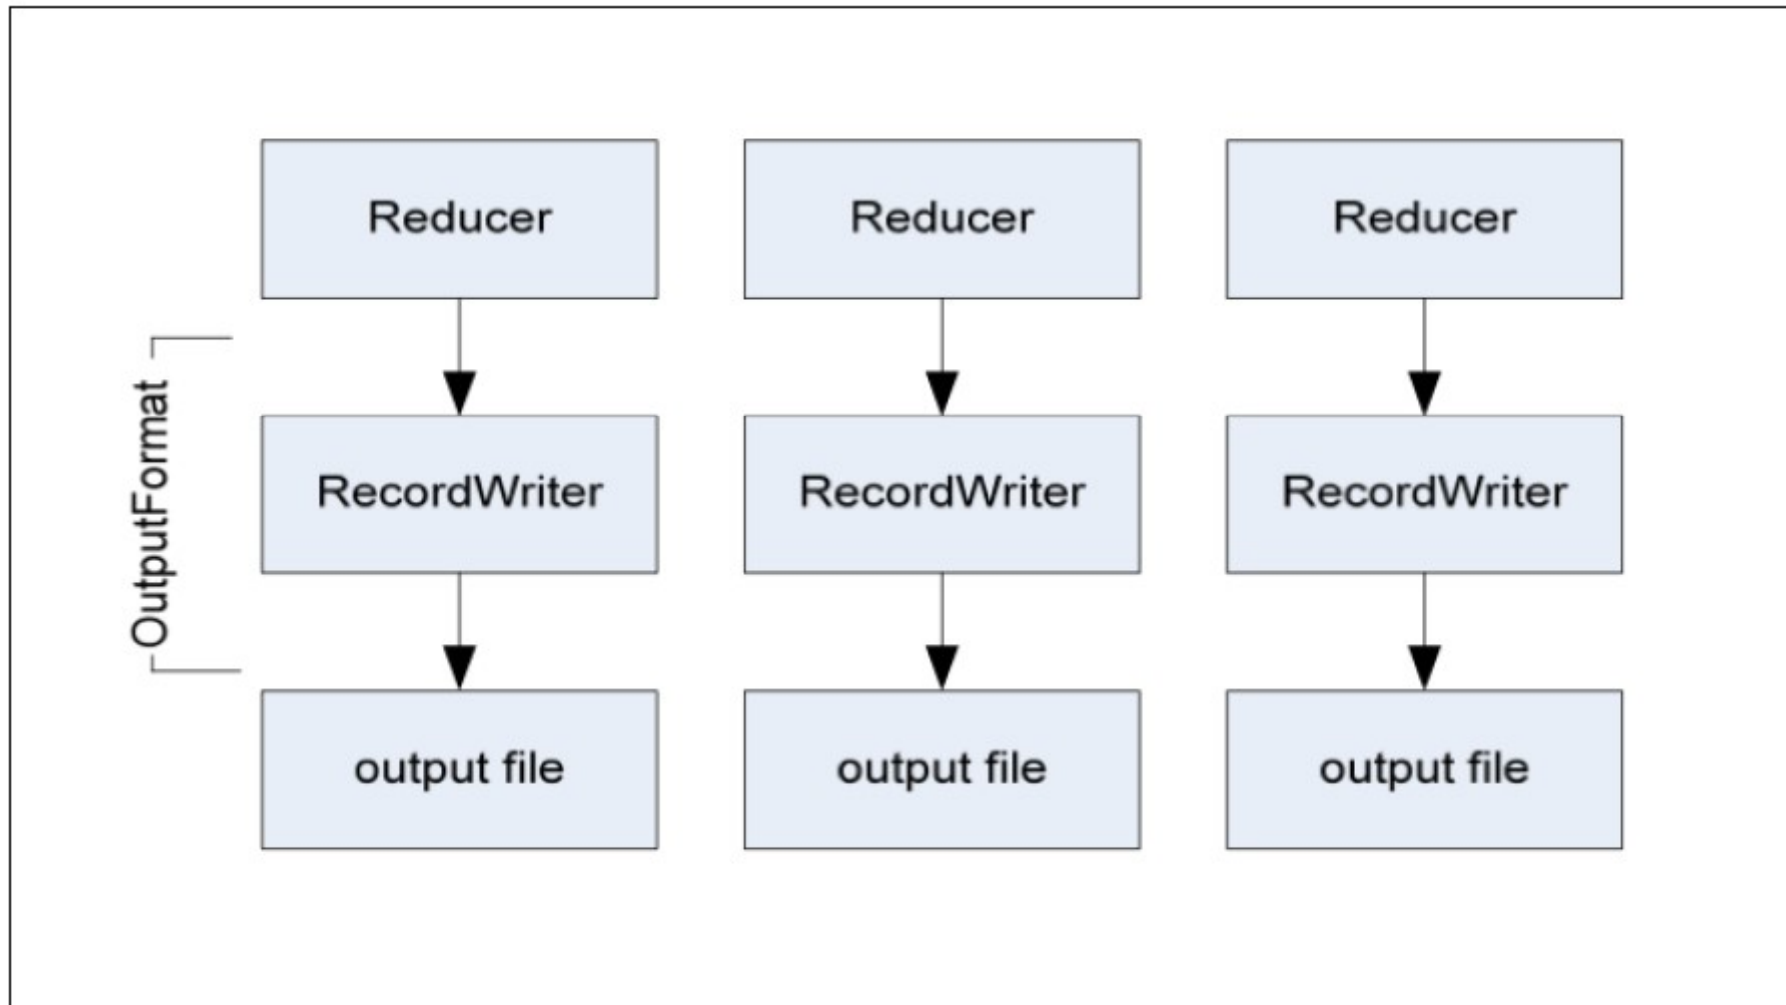 Reducer
Reducer
Reducer
OutputFormat
RecordWriter
RecordWriter
RecordWriter
output file
output file
output file